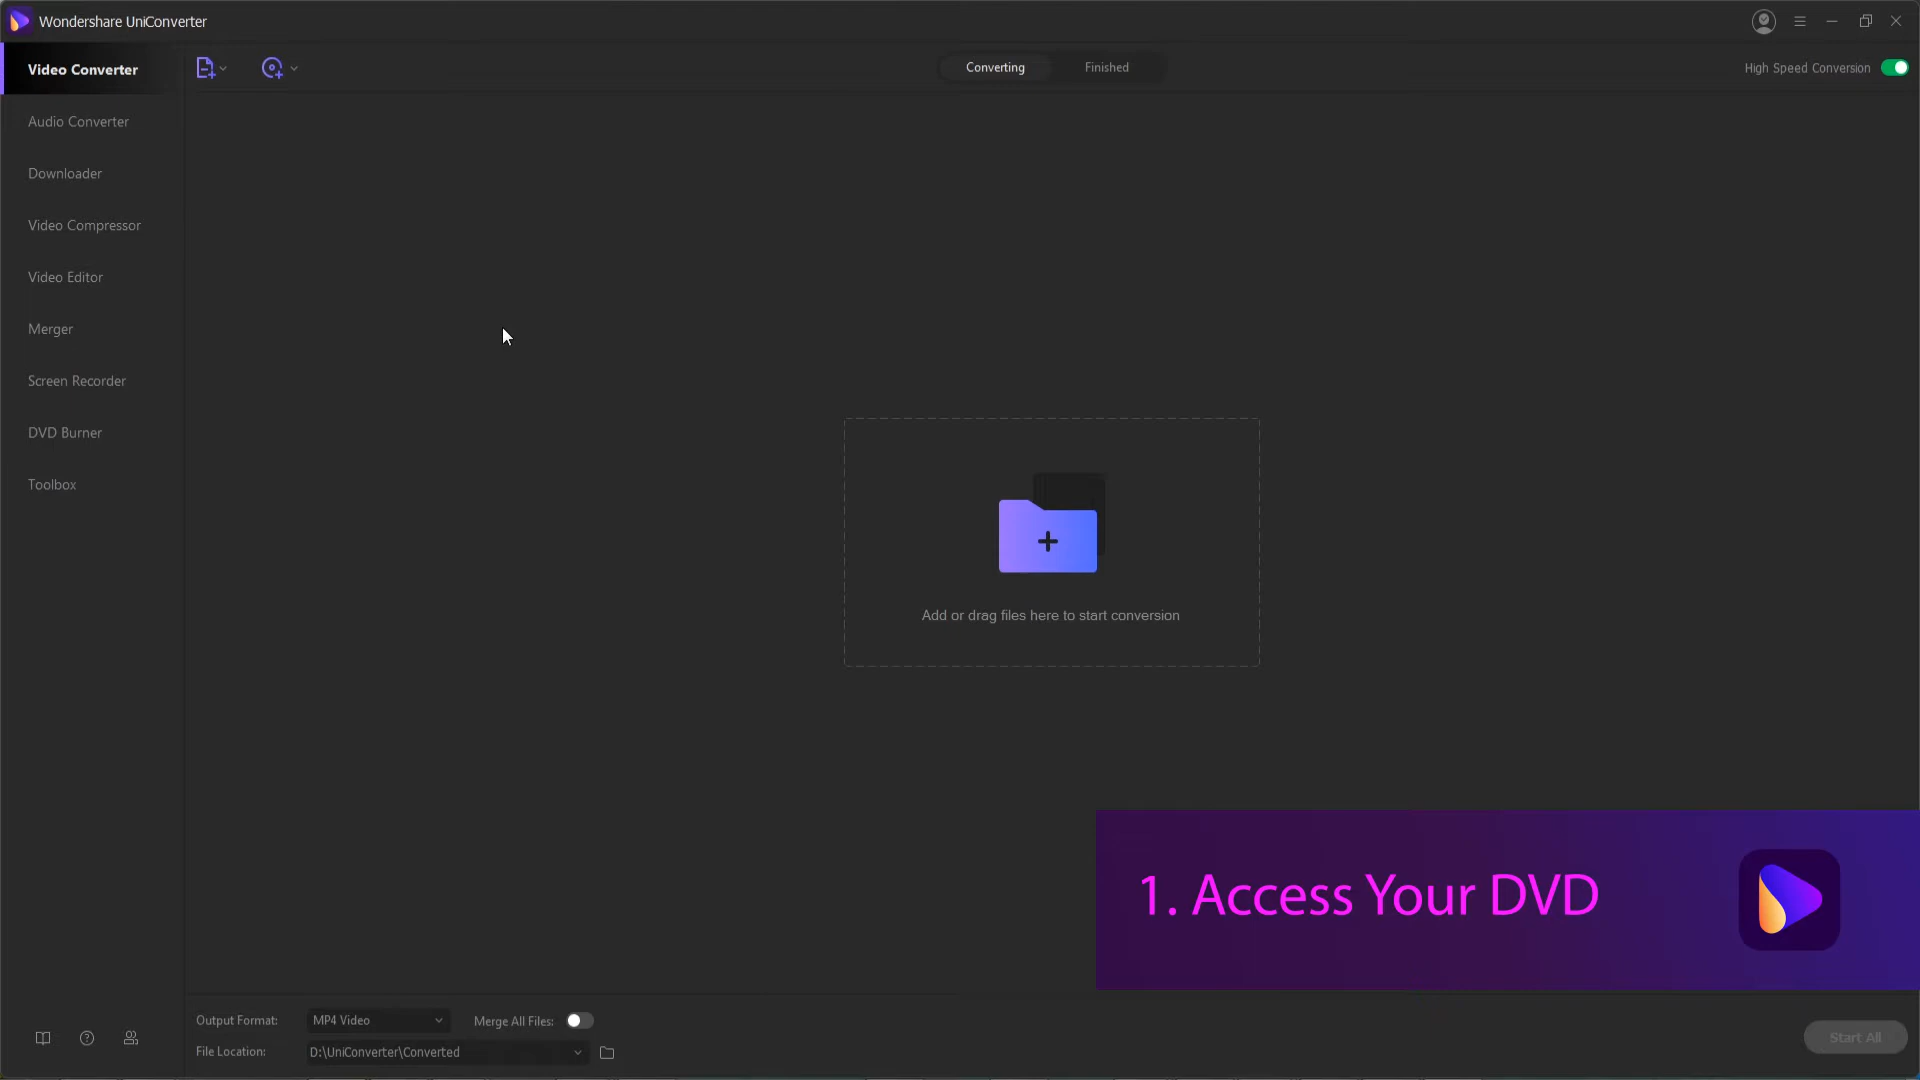 Wondershare UniConverter
Video Converter
Converting
Finished
High Speed Conversion
Audio Converter
Downloader
Video Compressor
Video Editor
Merger
Screen Recorder
DVD Burner
Toolbox
Add or drag files here to start conversion
1. Access Your DVD
Output Format:
MP4 Video
Merge All Files:
File Location:
D:\UniConverter\Converted
Start All